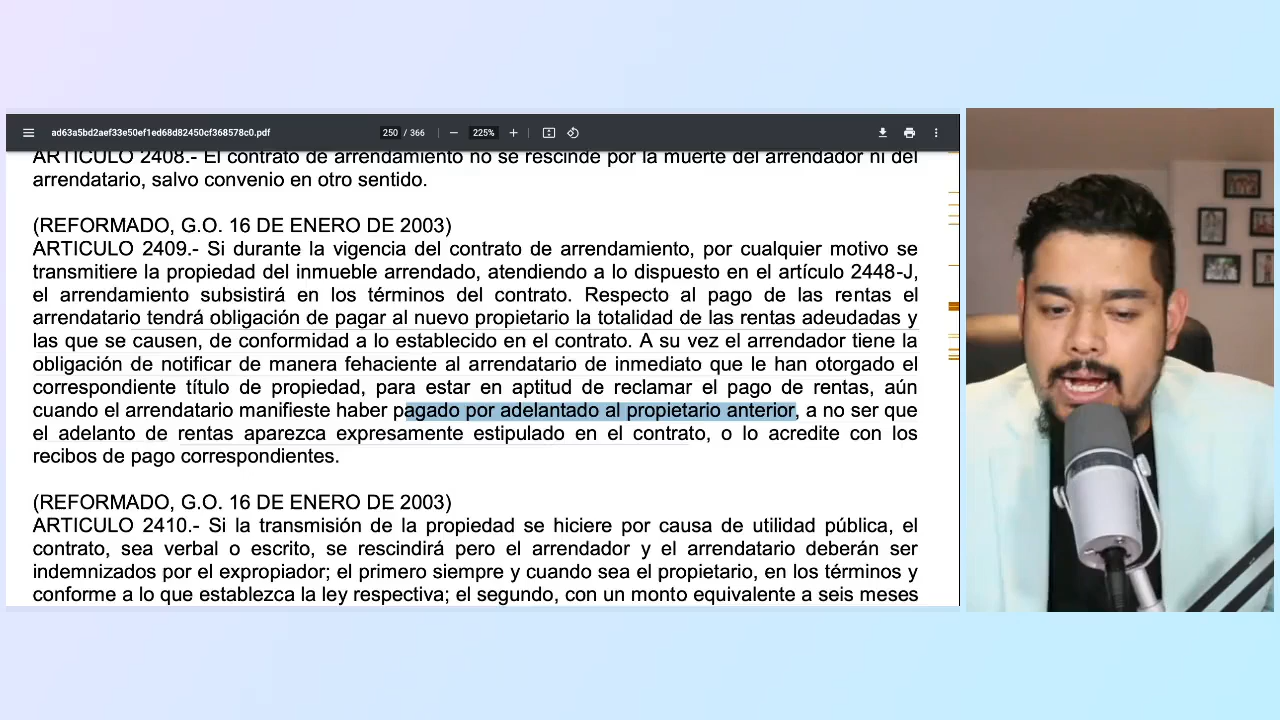 ad63a5bd2aef33e50ef1ed68d82450cf368578c0.pdf
250 / 366
225%
ARTICULO 2408.- El contrato de arrendamiento no se rescinde por la muerte del arrendador ni del
arrendatario, salvo convenio en otro sentido.
(REFORMADO, G.O. 16 DE ENERO DE 2003)
ARTICULO 2409.- Si durante la vigencia del contrato de arrendamiento, por cualquier motivo se
transmitiere la propiedad del inmueble arrendado, atendiendo a lo dispuesto en el artículo 2448-J,
el arrendamiento subsistirá en los términos del contrato. Respecto al pago de las rentas el
arrendatario tendrá obligación de pagar al nuevo propietario la totalidad de las rentas adeudadas y
las que se causen, de conformidad a lo establecido en el contrato. A su vez el arrendador tiene la
obligación de notificar de manera fehaciente al arrendatario de inmediato que le han otorgado el
correspondiente título de propiedad, para estar en aptitud de reclamar el pago de rentas, aún
cuando el arrendatario manifieste haber pagado por adelantado al propietario anterior, a no ser que
el adelanto de rentas aparezca expresamente estipulado en el contrato, o lo acredite con los
recibos de pago correspondientes.
(REFORMADO, G.O. 16 DE ENERO DE 2003)
ARTICULO 2410.- Si la transmisión de la propiedad se hiciere por causa de utilidad pública, el
contrato, sea verbal o escrito, se rescindirá pero el arrendador y el arrendatario deberán ser
indemnizados por el expropiador; el primero siempre y cuando sea el propietario, en los términos y
conforme a lo que establezca la ley respectiva; el segundo, con un monto equivalente a seis meses